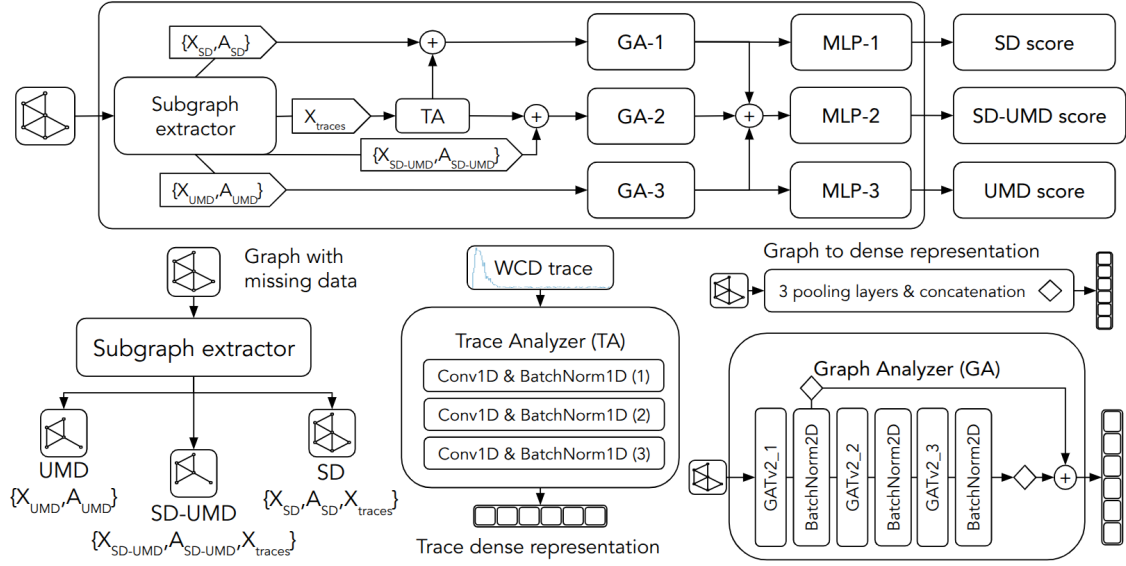 {X_SD,A_SD}
GA-1
MLP-1
SD score
Subgraph
extractor
X_traces
TA
GA-2
MLP-2
SD-UMD score
{X_SD-UMD,A_SD-UMD}
{X_UMD,A_UMD}
GA-3
MLP-3
UMD score
Graph with
missing data
Subgraph extractor
UMD
{X_UMD,A_UMD}
SD-UMD
{X_SD-UMD,A_SD-UMD,X_traces}
SD
{X_SD,A_SD,X_traces}
WCD trace
Trace Analyzer (TA)
Conv1D & BatchNorm1D (1)
Conv1D & BatchNorm1D (2)
Conv1D & BatchNorm1D (3)
Trace dense representation
Graph to dense representation
3 pooling layers & concatenation
Graph Analyzer (GA)
GATv2_1
BatchNorm2D
GATv2_2
BatchNorm2D
GATv2_3
BatchNorm2D